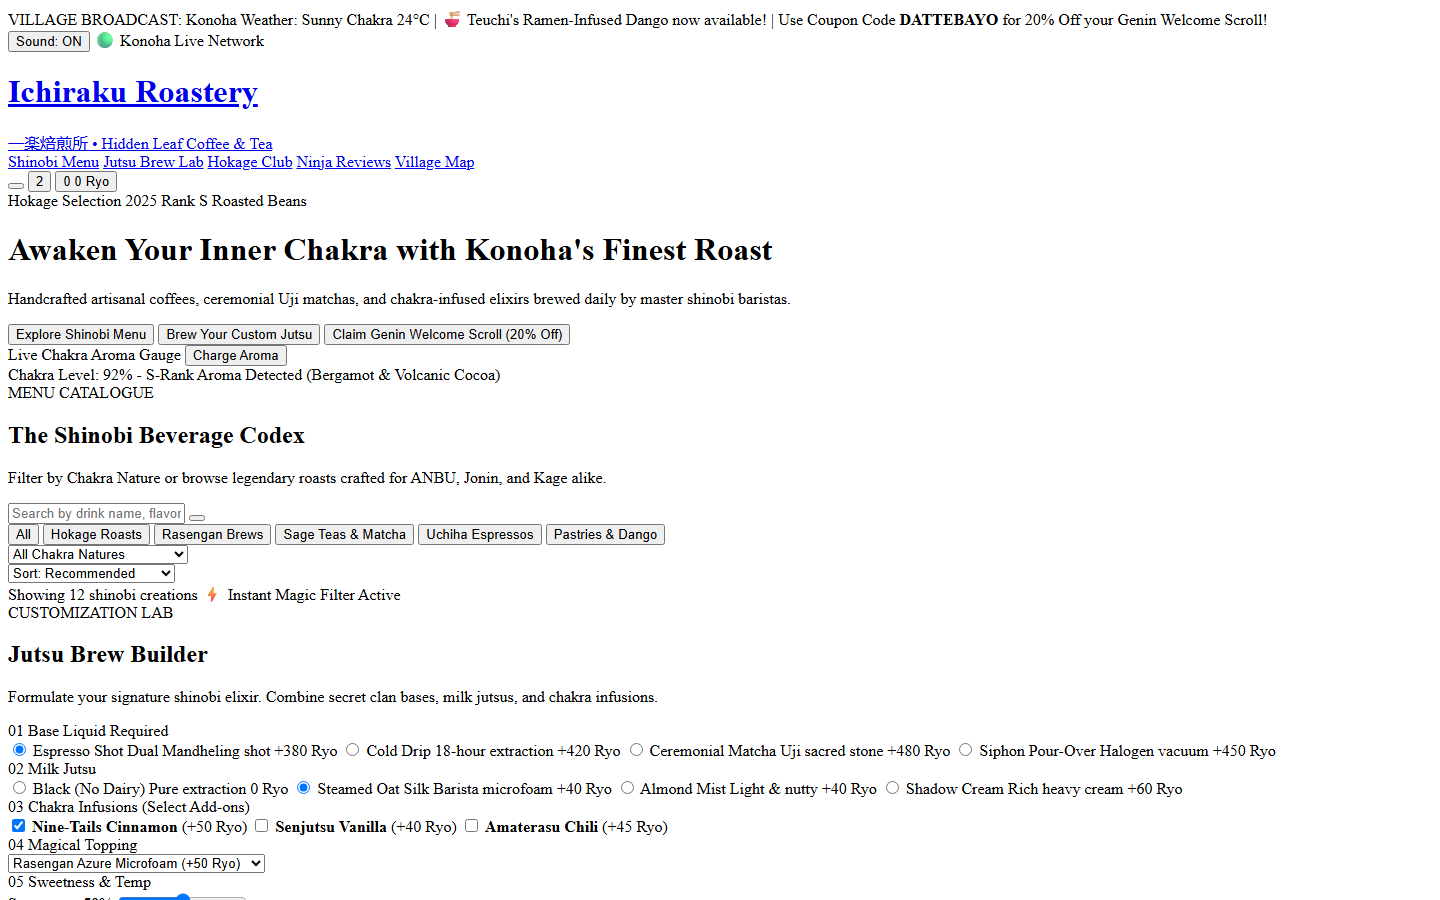 VILLAGE BROADCAST: Konoha Weather: Sunny Chakra 24°C | 🍜 Teuchi's Ramen-Infused Dango now available! | Use Coupon Code DATTEBAYO for 20% Off your Genin Welcome Scroll!
Sound: ON 🟢 Konoha Live Network
Ichiraku Roastery
一楽焙煎所 • Hidden Leaf Coffee & Tea
Shinobi Menu Jutsu Brew Lab Hokage Club Ninja Reviews Village Map
2 0 0 Ryo
Hokage Selection 2025 Rank S Roasted Beans
Awaken Your Inner Chakra with Konoha's Finest Roast
Handcrafted artisanal coffees, ceremonial Uji matchas, and chakra-infused elixirs brewed daily by master shinobi baristas.
Explore Shinobi Menu Brew Your Custom Jutsu Claim Genin Welcome Scroll (20% Off)
Live Chakra Aroma Gauge Charge Aroma
Chakra Level: 92% - S-Rank Aroma Detected (Bergamot & Volcanic Cocoa)
MENU CATALOGUE
The Shinobi Beverage Codex
Filter by Chakra Nature or browse legendary roasts crafted for ANBU, Jonin, and Kage alike.
Search by drink name, flavor
All Hokage Roasts Rasengan Brews Sage Teas & Matcha Uchiha Espressos Pastries & Dango
All Chakra Natures
Sort: Recommended
Showing 12 shinobi creations ⚡ Instant Magic Filter Active
CUSTOMIZATION LAB
Jutsu Brew Builder
Formulate your signature shinobi elixir. Combine secret clan bases, milk jutsus, and chakra infusions.
01 Base Liquid Required
Espresso Shot Dual Mandheling shot +380 Ryo Cold Drip 18-hour extraction +420 Ryo Ceremonial Matcha Uji sacred stone +480 Ryo Siphon Pour-Over Halogen vacuum +450 Ryo
02 Milk Jutsu
Black (No Dairy) Pure extraction 0 Ryo Steamed Oat Silk Barista microfoam +40 Ryo Almond Mist Light & nutty +40 Ryo Shadow Cream Rich heavy cream +60 Ryo
03 Chakra Infusions (Select Add-ons)
Nine-Tails Cinnamon (+50 Ryo) Senjutsu Vanilla (+40 Ryo) Amaterasu Chili (+45 Ryo)
04 Magical Topping
Rasengan Azure Microfoam (+50 Ryo)
05 Sweetness & Temp